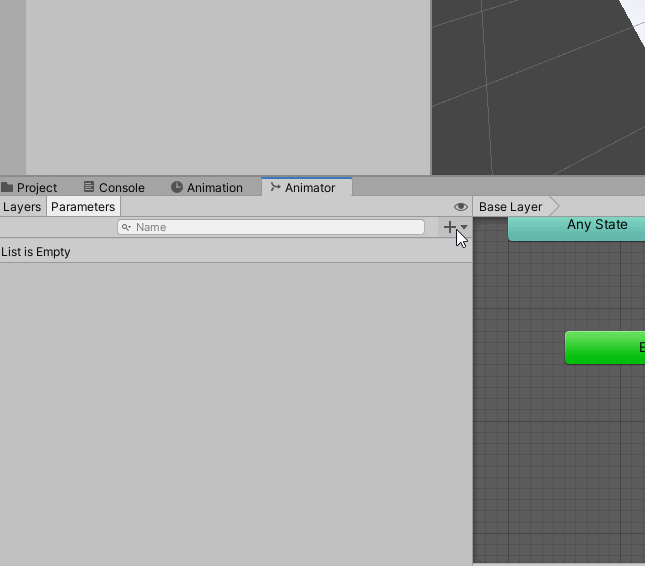 Project Console Animation Animator
Layers Parameters Base Layer
Name
Any State
List is Empty
E